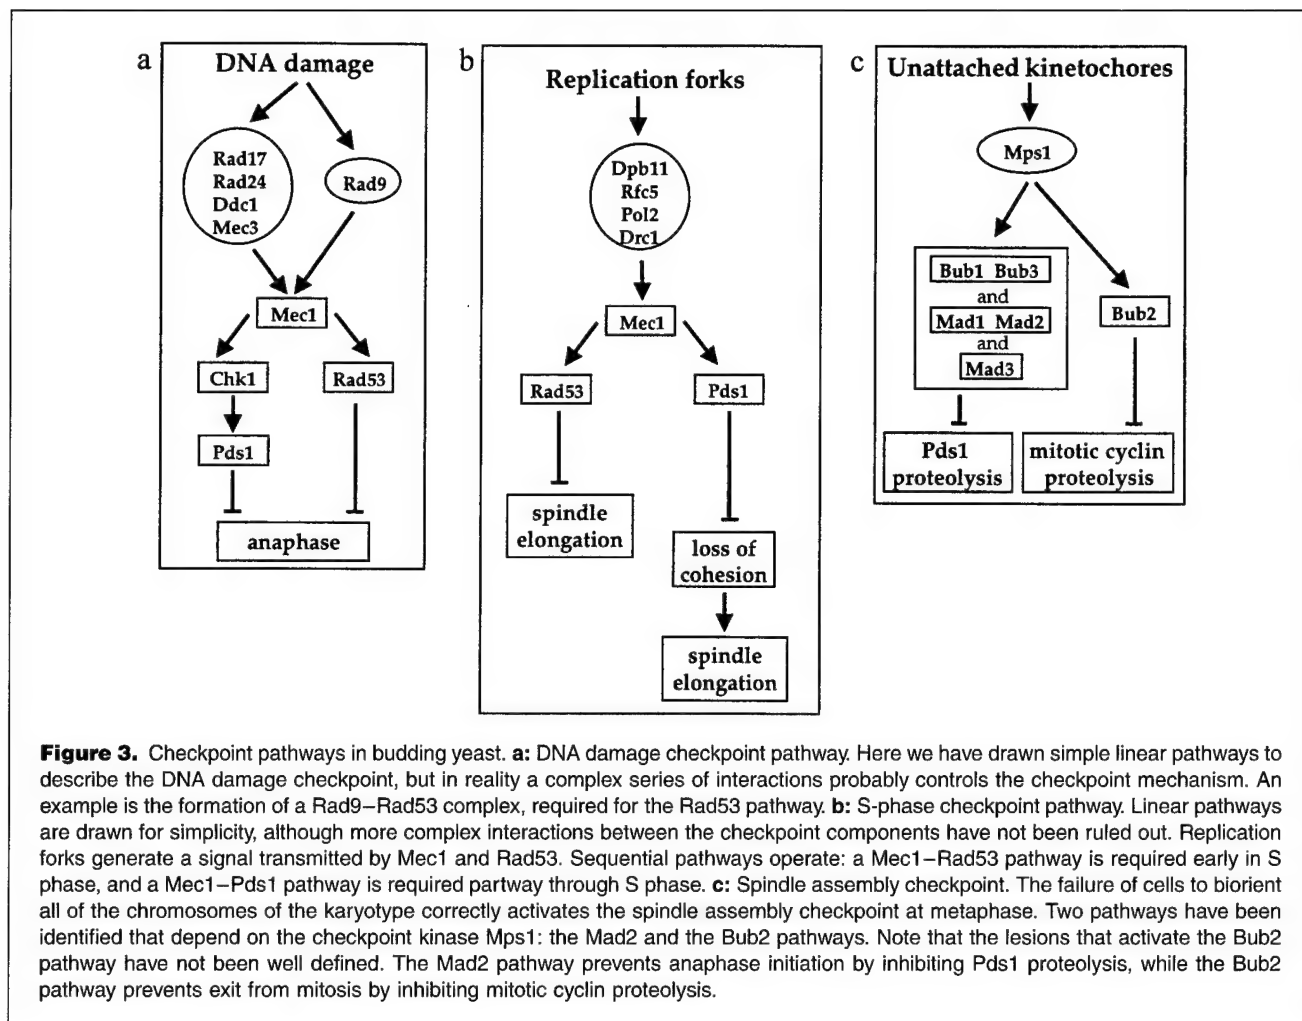 a
DNA damage
Rad17
Rad24
Ddc1
Mec3
Rad9
Mec1
Chk1
Rad53
Pds1
anaphase
b
Replication forks
Dpb11
Rfc5
Pol2
Drc1
Mec1
Rad53
Pds1
spindle
elongation
loss of
cohesion
spindle
elongation
c
Unattached kinetochores
Mps1
Bub1 Bub3
and
Mad1 Mad2
and
Mad3
Bub2
Pds1
proteolysis
mitotic cyclin
proteolysis
Figure 3. Checkpoint pathways in budding yeast. a: DNA damage checkpoint pathway. Here we have drawn simple linear pathways to
describe the DNA damage checkpoint, but in reality a complex series of interactions probably controls the checkpoint mechanism. An
example is the formation of a Rad9–Rad53 complex, required for the Rad53 pathway. b: S-phase checkpoint pathway. Linear pathways
are drawn for simplicity, although more complex interactions between the checkpoint components have not been ruled out. Replication
forks generate a signal transmitted by Mec1 and Rad53. Sequential pathways operate: a Mec1–Rad53 pathway is required early in S
phase, and a Mec1–Pds1 pathway is required partway through S phase. c: Spindle assembly checkpoint. The failure of cells to biorient
all of the chromosomes of the karyotype correctly activates the spindle assembly checkpoint at metaphase. Two pathways have been
identified that depend on the checkpoint kinase Mps1: the Mad2 and the Bub2 pathways. Note that the lesions that activate the Bub2
pathway have not been well defined. The Mad2 pathway prevents anaphase initiation by inhibiting Pds1 proteolysis, while the Bub2
pathway prevents exit from mitosis by inhibiting mitotic cyclin proteolysis.